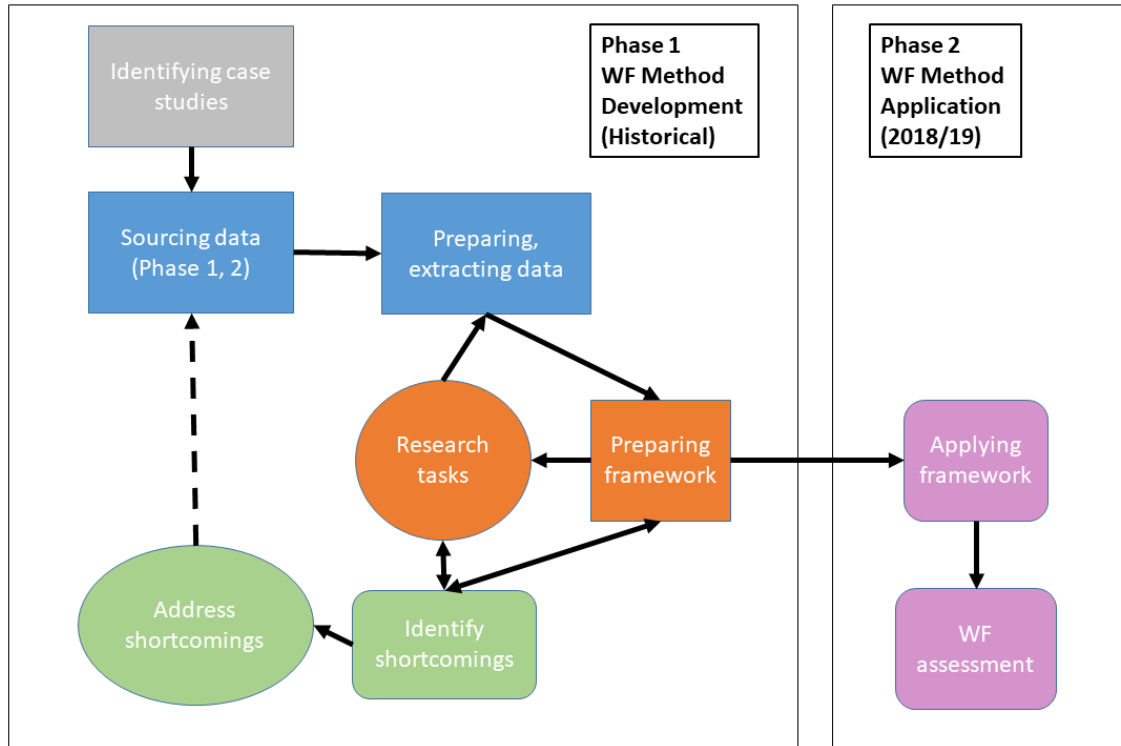 Identifying case
studies
Phase 1
WF Method
Development
(Historical)
Phase 2
WF Method
Application
(2018/19)
Sourcing data
(Phase 1, 2)
Preparing,
extracting data
Research
tasks
Preparing
framework
Applying
framework
Address
shortcomings
Identify
shortcomings
WF
assessment